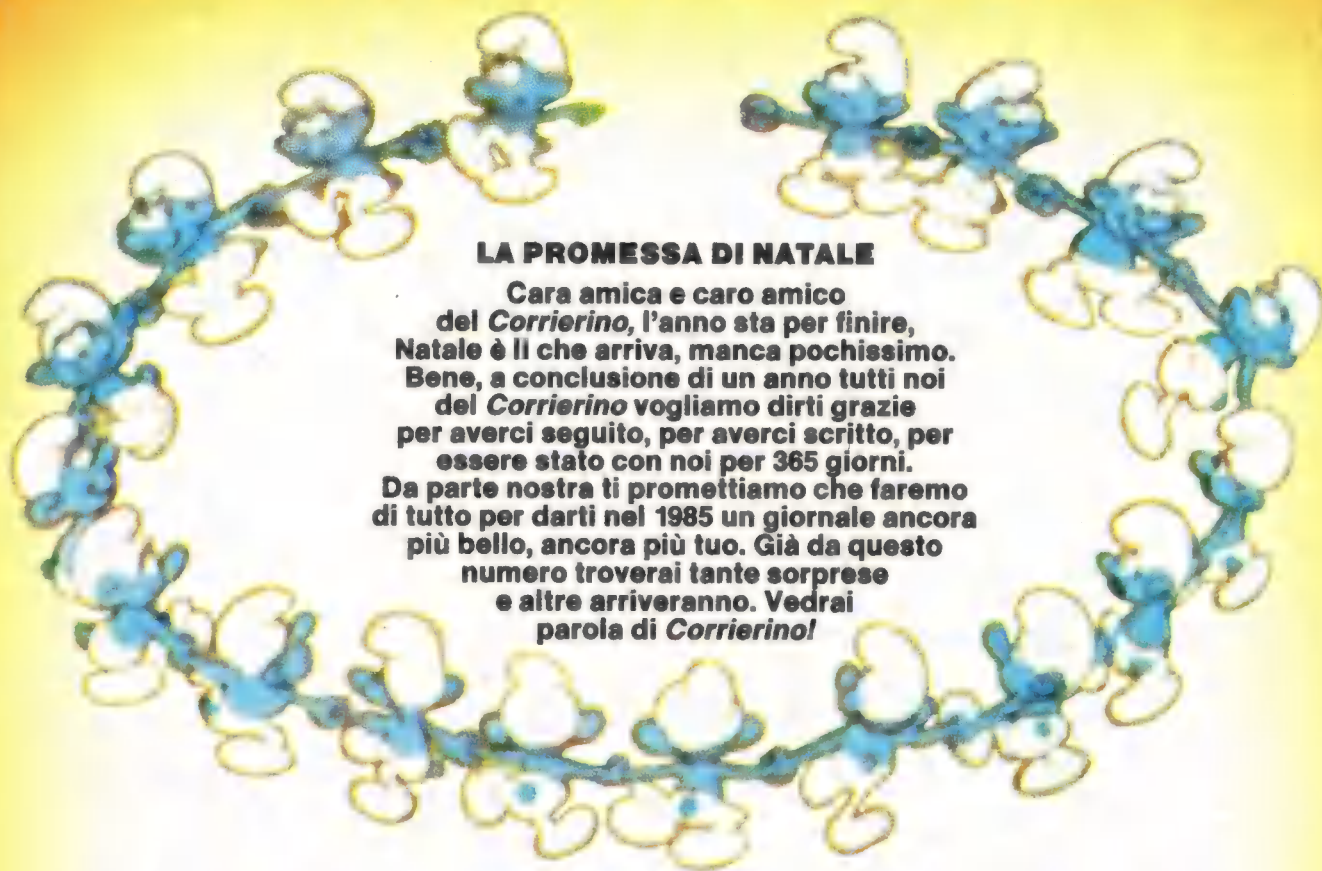 LA PROMESSA DI NATALE
Cara amica e caro amico
del Corrierino, l'anno sta per finire,
Natale è lì che arriva, manca pochissimo.
Bene, a conclusione di un anno tutti noi
del Corrierino vogliamo dirti grazie
per averci seguito, per averci scritto, per
essere stato con noi per 365 giorni.
Da parte nostra ti promettiamo che faremo
di tutto per darti nel 1985 un giornale ancora
più bello, ancora più tuo. Già da questo
numero troverai tante sorprese
e altre arriveranno. Vedrai
parola di Corrierino!